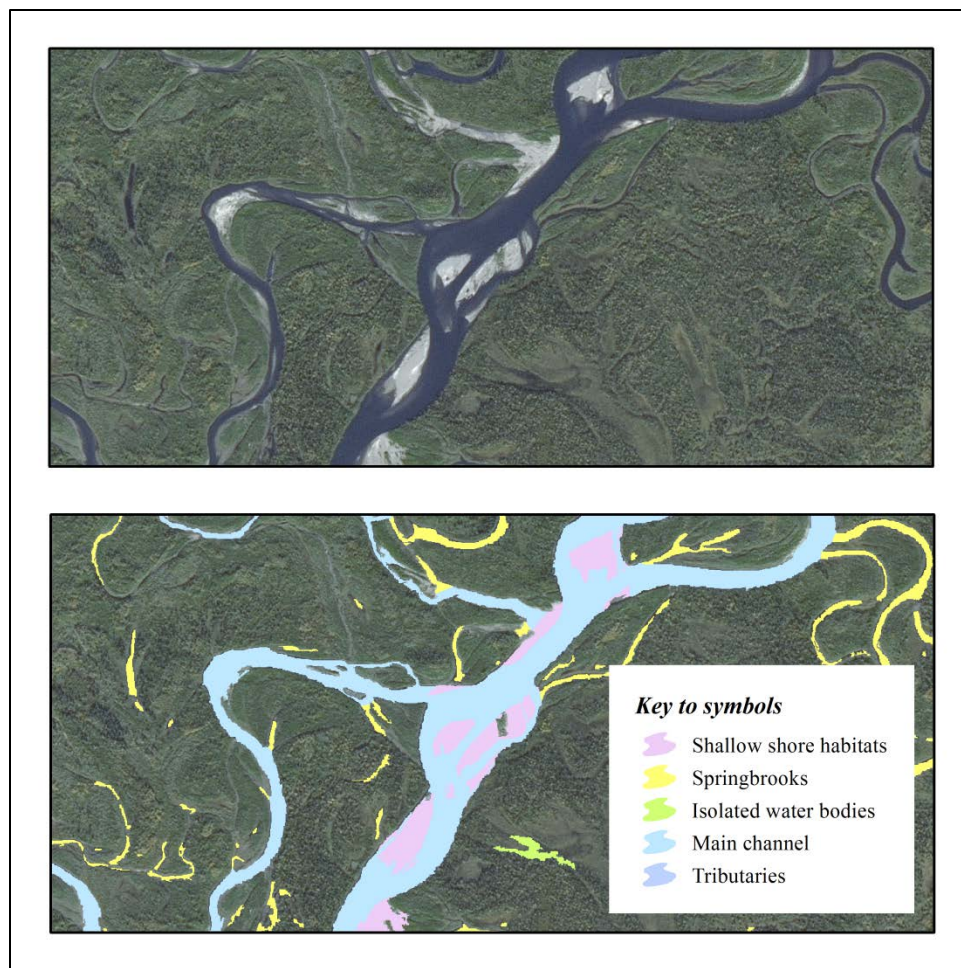 Key to symbols
Shallow shore habitats
Springbrooks
Isolated water bodies
Main channel
Tributaries